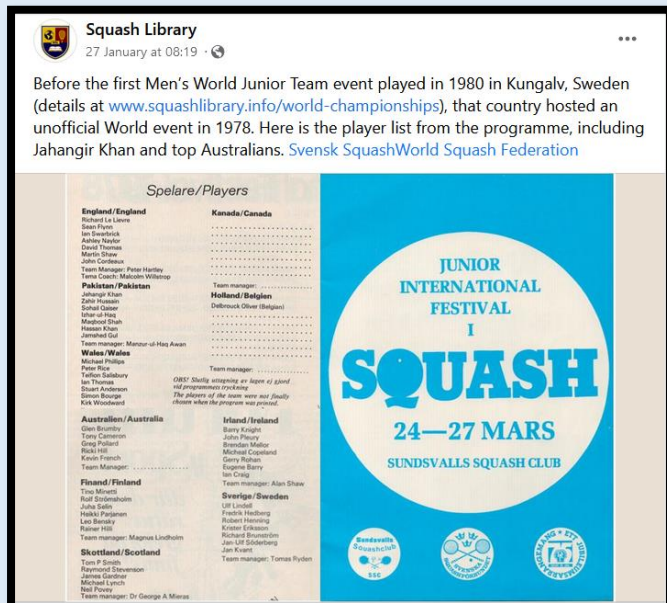 Squash Library
27 January at 08:19 ·
Before the first Men's World Junior Team event played in 1980 in Kungalv, Sweden
(details at www.squashlibrary.info/world-championships), that country hosted an
unofficial World event in 1978. Here is the player list from the programme, including
Jahangir Khan and top Australians. Svensk SquashWorld Squash Federation
Spelare/Players
England/England
Richard Le Lievre
Sean Flynn
Ian Swarbrick
Ashley Naylor
David Thomas
Martin Shaw
John Cordeaux
Team Manager: Peter Hartley
Tema Coach: Malcolm Willstrop
Pakistan/Pakistan
Jehangir Khan
Zahir Hussain
Sohail Gaiser
Izhar-ul-Haq
Maqbool Shah
Hassan Khan
Jamshad Gul
Team manager: Manzur-ul-Haq Awan
Wales/Wales
Michael Phillips
Peter Rice
Teifion Salisbury
Ian Thomas
Stuart Anderson
Simon Bourge
Kirk Woodward
Australien/Australia
Glen Brumby
Tony Cameron
Greg Pollard
Ricki Hill
Kevin French
Team Manager: ...............
Finand/Finland
Tino Minetti
Rolf Strömsholm
Juha Selin
Heikki Parjanen
Leo Bensky
Rainer Hill
Team manager: Magnus Lindholm
Skottland/Scotland
Tom P Smith
Raymond Stevenson
James Gardner
Michael Lynch
Neil Povey
Team manager: Dr George A Mieras
Kanada/Canada
Team manager: ...............
Holland/Belgien
Delbrouck Oliver (Belgian)
Team manager: ...............
OBS! Slutlig uttagning av lagen ej gjord
vid programmets tryckning
The players of the team were not finally
chosen when the program was printed.
Irland/Ireland
Barry Knight
John Fleury
Brendan Mellor
Micheal Copeland
Gerry Rohan
Eugene Barry
Ian Craig
Team manager: Alan Shaw
Sverige/Sweden
Ulf Lindell
Fredrik Hedberg
Robert Henning
Krister Eriksson
Richard Brunström
Jan-Ulf Söderberg
Jan Kvant
Team manager: Tomas Ryden
JUNIOR
INTERNATIONAL
FESTIVAL
I
SQUASH
24—27 MARS
SUNDSVALLS SQUASH CLUB
Sundsvalls
Squashclub
SSC
SVENSKA